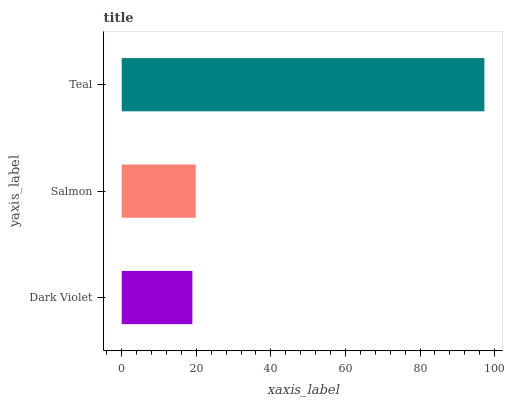 title
yaxis_label
Teal
Salmon
Dark Violet
0 20 40 60 80 100
xaxis_label